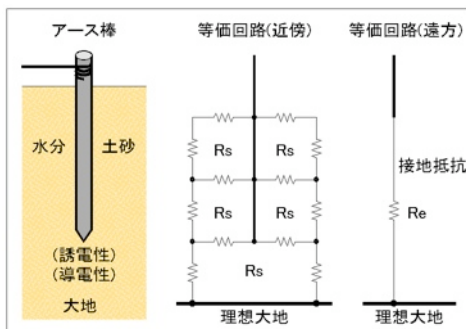 アース棒
水分 土砂
(誘電性)
(導電性)
大地
等価回路(近傍)
Rs Rs
Rs Rs
Rs
理想大地
等価回路(遠方)
接地抵抗
Re
理想大地